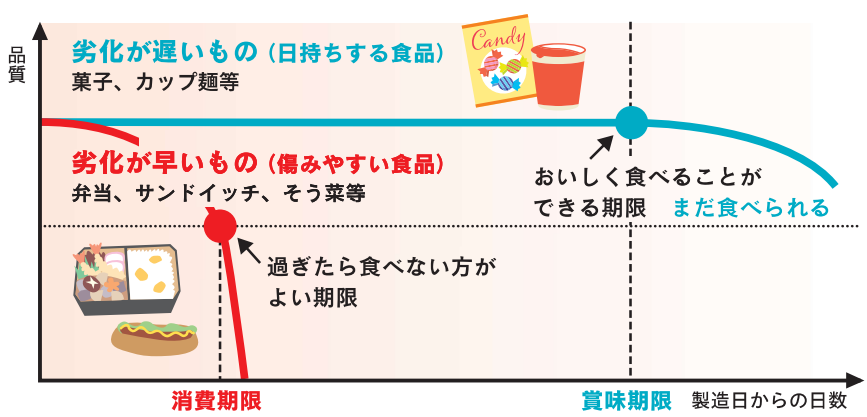 品質
劣化が遅いもの（日持ちする食品）
菓子、カップ麺等
Candy
劣化が早いもの（傷みやすい食品）
弁当、サンドイッチ、そう菜等
おいしく食べることが
できる期限　まだ食べられる
過ぎたら食べない方が
よい期限
消費期限　賞味期限　製造日からの日数